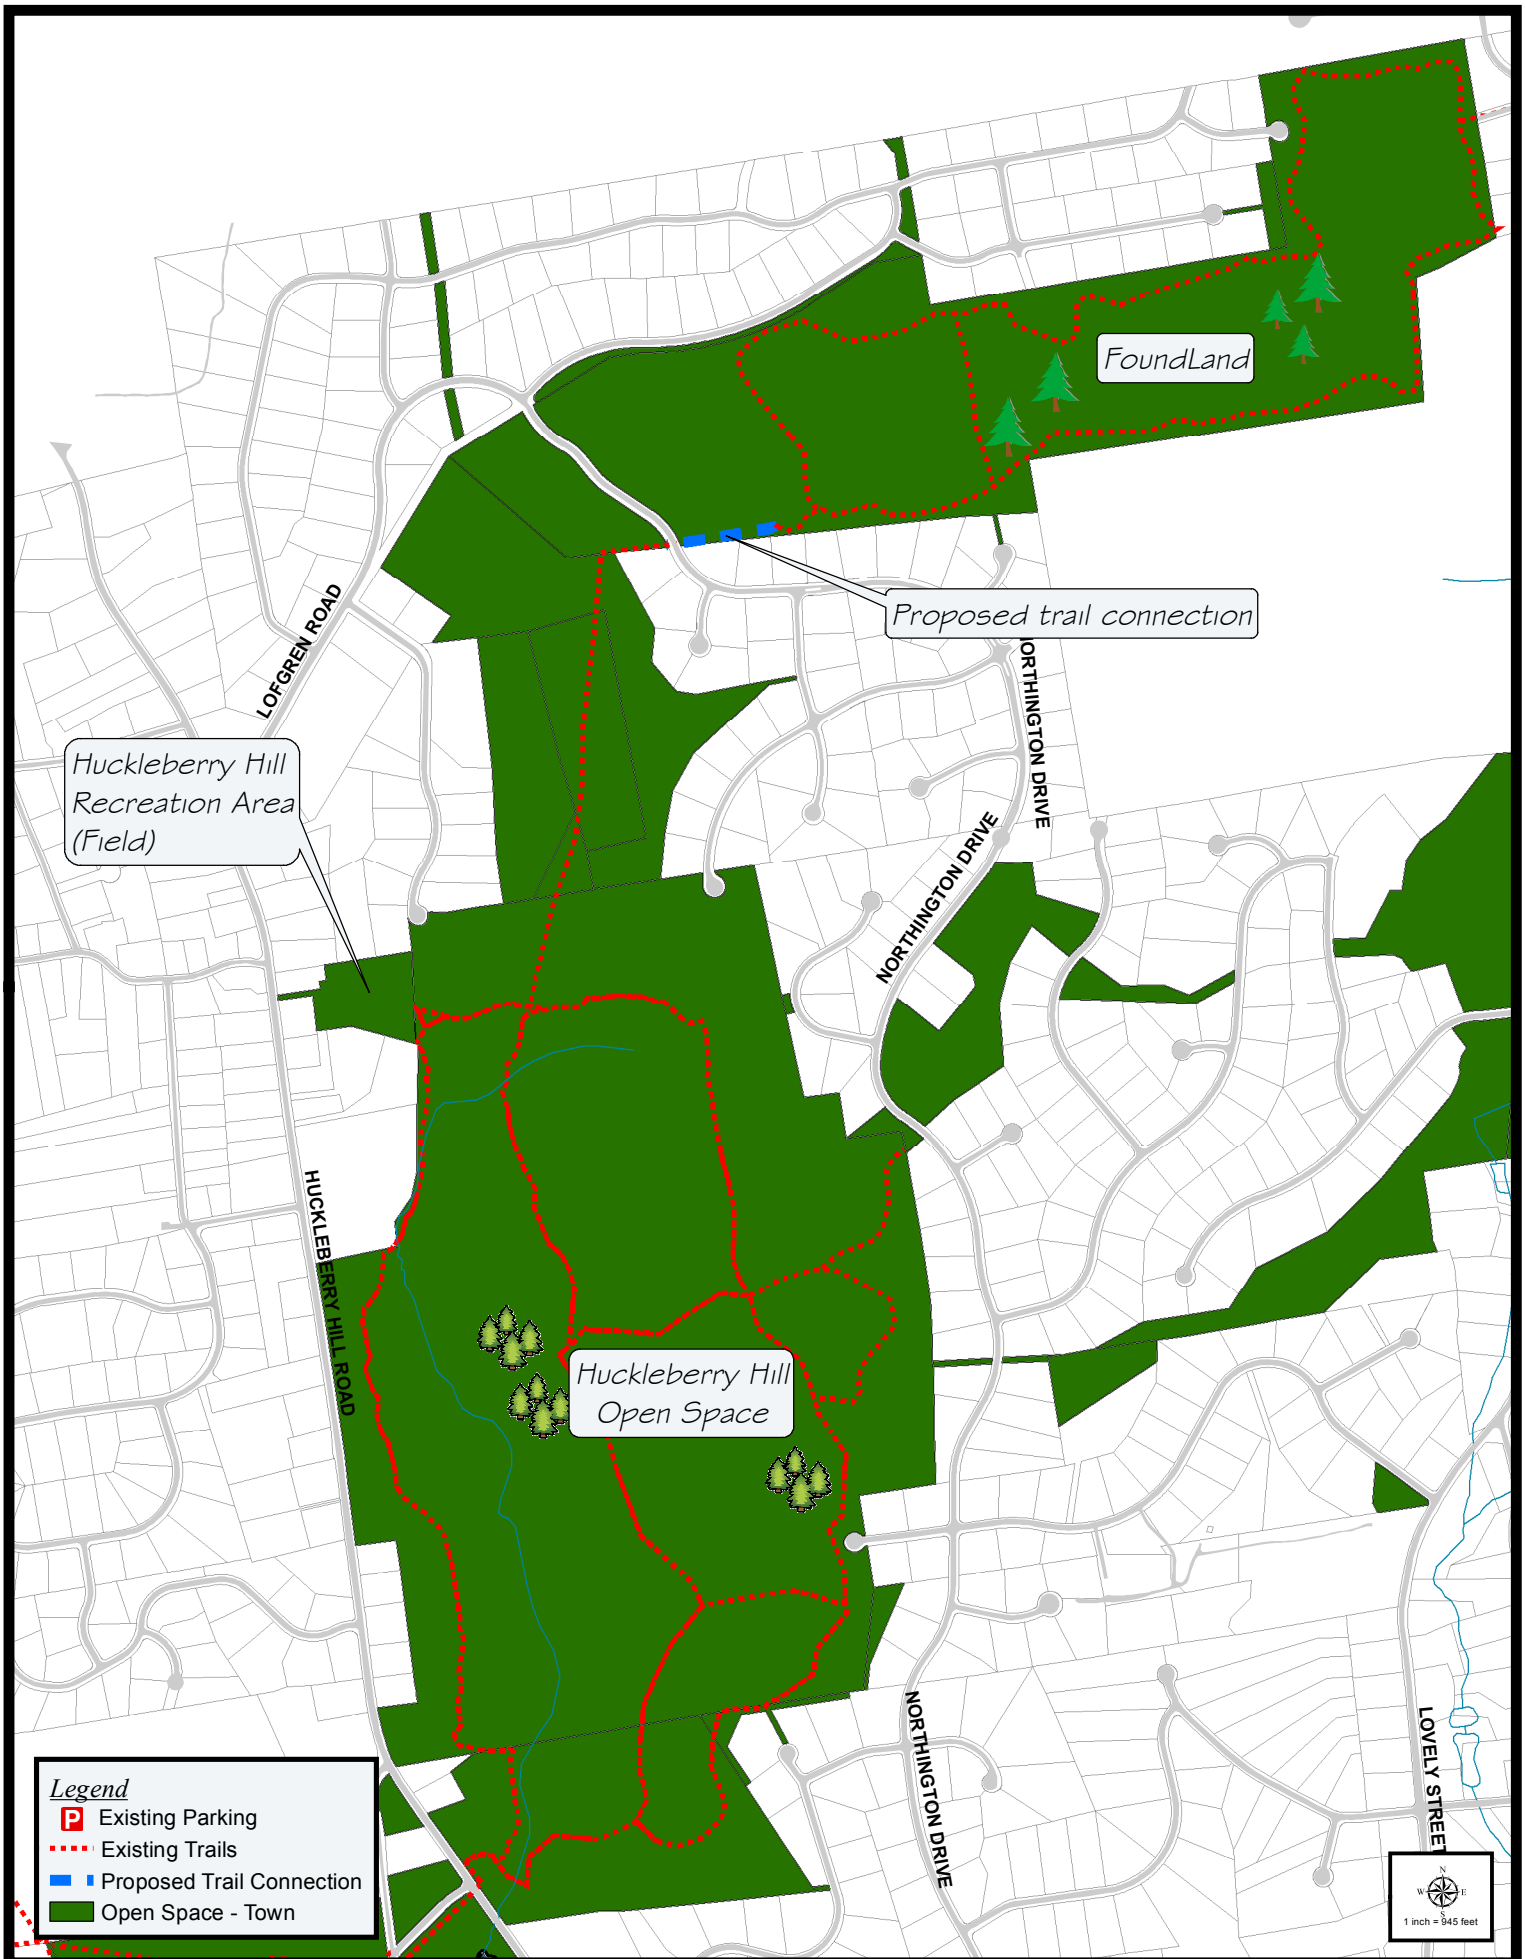 FoundLand
Proposed trail connection
LOFGREN ROAD
NORTHINGTON DRIVE
Huckleberry Hill
Recreation Area
(Field)
NORTHINGTON DRIVE
HUCKLEBERRY HILL ROAD
Huckleberry Hill
Open Space
NORTHINGTON DRIVE
LOVELY STREET
Legend
P Existing Parking
Existing Trails
Proposed Trail Connection
Open Space - Town
N
W E
S
1 inch = 945 feet